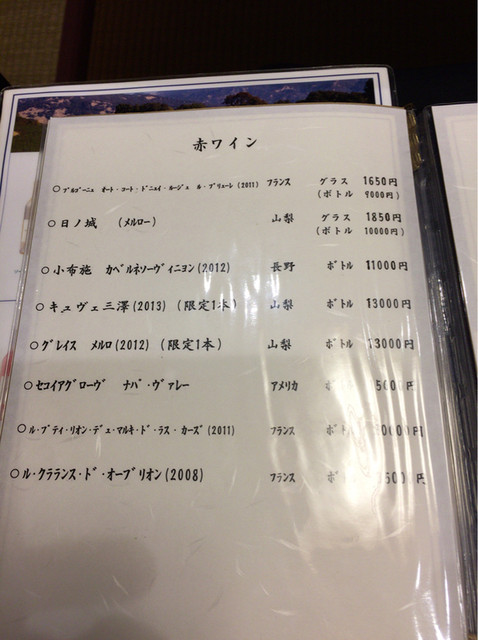 赤ワイン
○ブルゴーニュ オート・コート・ド・ニュイ・ルージュ ル・プリューレ(2011) フランス グラス 1650円
(ボトル 9000円)
○日ノ城 (メルロー) 山梨 グラス 1850円
(ボトル 10000円)
○小布施 カベルネソーヴィニヨン(2012) 長野 ボトル 11000円
○キュヴェ三澤(2013) (限定1本) 山梨 ボトル 13000円
○グレイス メルロ(2012) (限定1本) 山梨 ボトル 13000円
○セコイアグローヴ ナパ・ヴァレー アメリカ ボトル
○ル・プティ・リオン・デュ・マルキ・ド・ラス・カーズ(2011) フランス ボトル
○ル・クラランス・ド・オーブリオン(2008) フランス ボトル